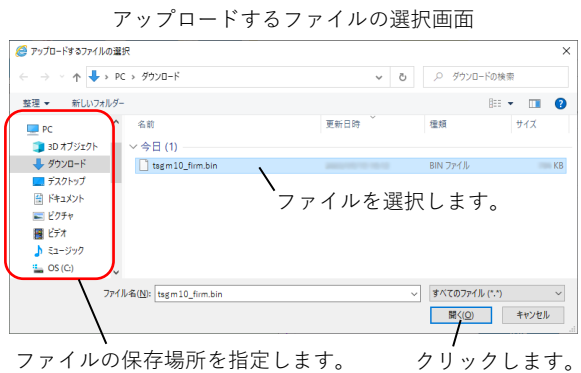 アップロードするファイルの選択画面
アップロードするファイルの選択
PC › ダウンロード
ダウンロードの検索
整理 新しいフォルダー
PC
3D オブジェクト
ダウンロード
デスクトップ
ドキュメント
ピクチャ
ビデオ
ミュージック
OS (C:)
名前 更新日時 種類 サイズ
今日 (1)
tsgm10_firm.bin BIN ファイル KB
ファイルを選択します。
ファイル名(N): tsgm10_firm.bin すべてのファイル (*.*)
開く(O) キャンセル
ファイルの保存場所を指定します。 クリックします。